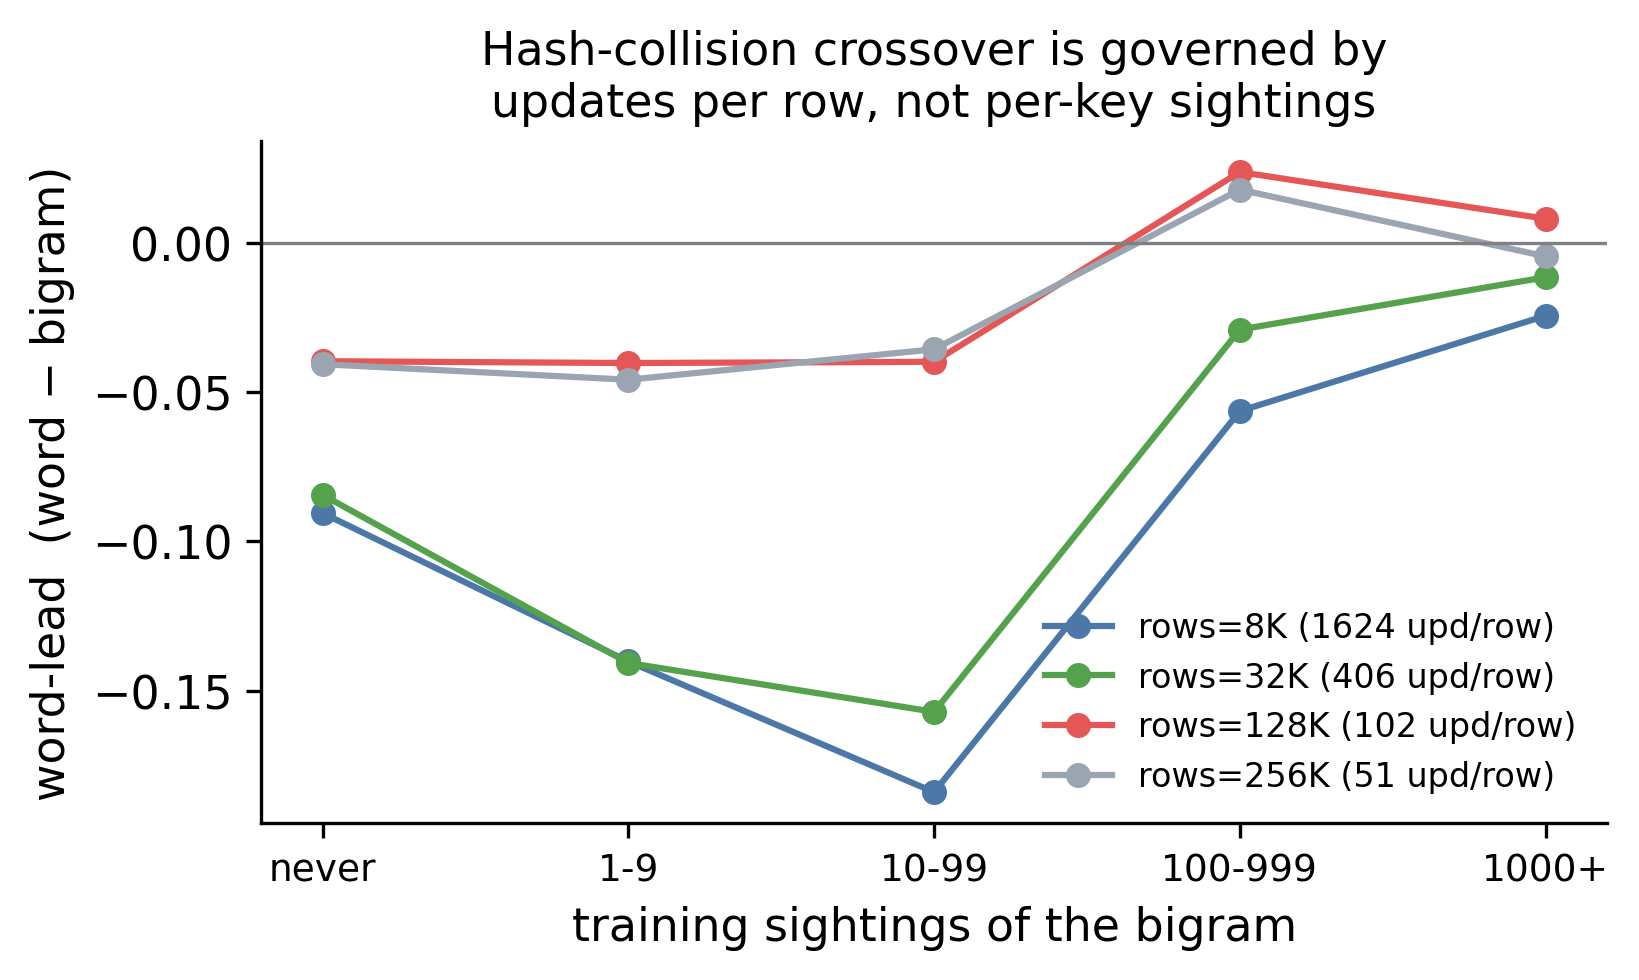 Hash-collision crossover is governed by
updates per row, not per-key sightings
word-lead  (word − bigram)
0.00
−0.05
−0.10
−0.15
rows=8K (1624 upd/row)
rows=32K (406 upd/row)
rows=128K (102 upd/row)
rows=256K (51 upd/row)
never
1-9
10-99
100-999
1000+
training sightings of the bigram